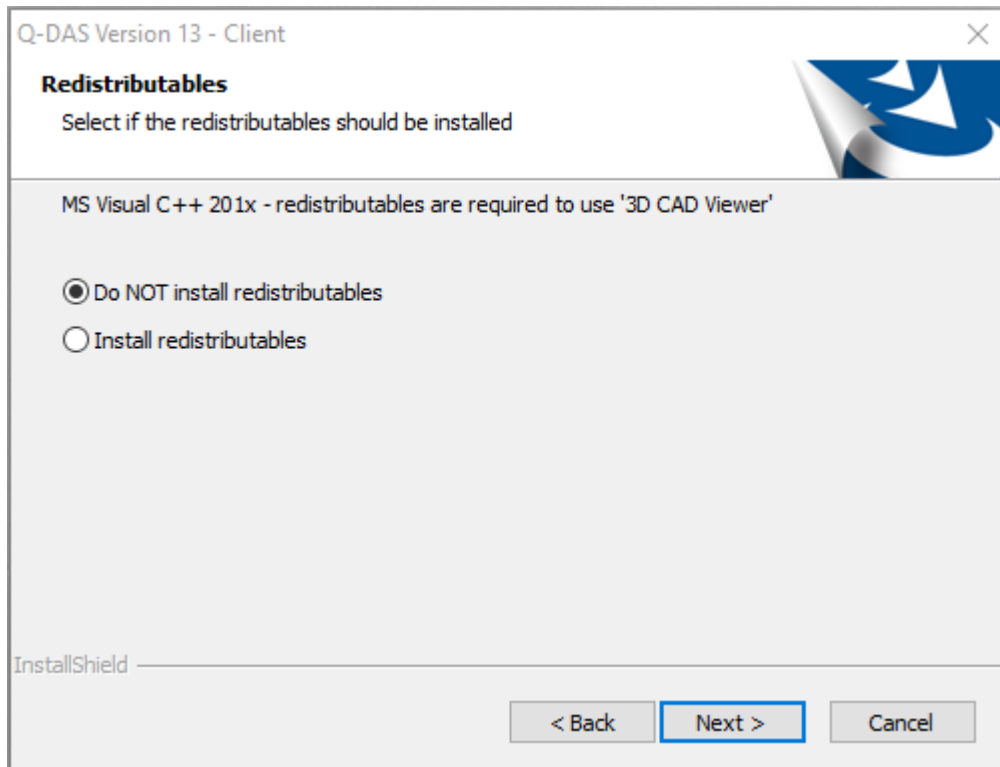 Q-DAS Version 13 - Client
Redistributables
Select if the redistributables should be installed
MS Visual C++ 201x - redistributables are required to use '3D CAD Viewer'
Do NOT install redistributables
Install redistributables
InstallShield
< Back
Next >
Cancel